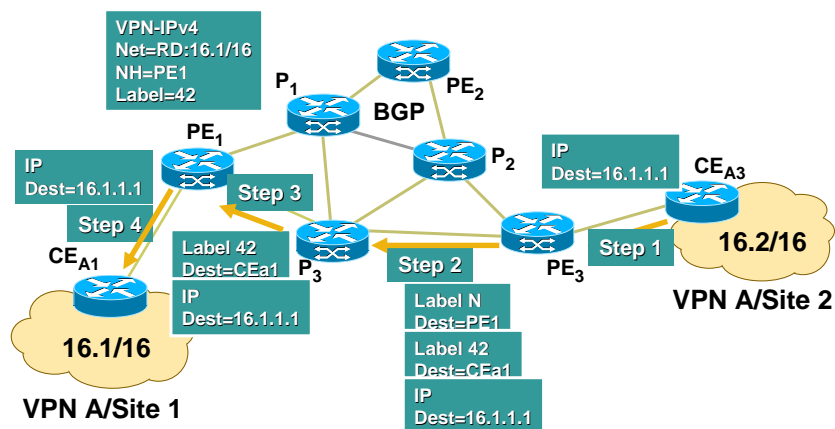 VPN-IPv4
Net=RD:16.1/16
NH=PE1
Label=42
P1
BGP
PE2
PE1
P2
IP
Dest=16.1.1.1
Step 4
Step 3
IP
Dest=16.1.1.1
CEA3
CEA1
Label 42
Dest=CEa1
IP
Dest=16.1.1.1
P3
Step 2
PE3
Step 1
16.2/16
VPN A/Site 2
Label N
Dest=PE1
Label 42
Dest=CEa1
IP
Dest=16.1.1.1
16.1/16
VPN A/Site 1